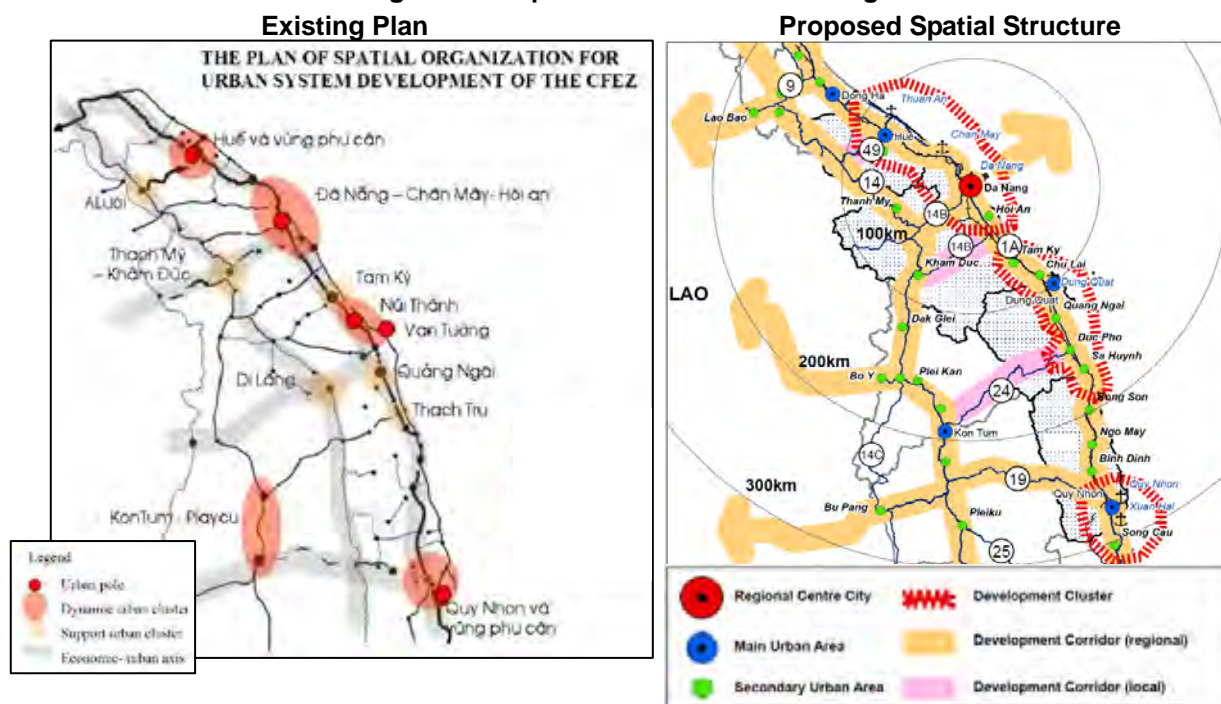 Existing Plan
THE PLAN OF SPATIAL ORGANIZATION FOR
URBAN SYSTEM DEVELOPMENT OF THE CFEZ
Huế và vùng phụ cân
ALưới
Đà Nẵng – Chân Mây- Hội an
Thạnh Mỹ
– Khâm Đức
Tam Kỳ
Núi Thành
Vạn Tường
Di Lăng
Quảng Ngãi
Thạch Trụ
KonTum - Playcu
Quy Nhơn và
vùng phụ cân
Legend
Urban pole
Dynamic urban cluster
Support urban cluster
Economic- urban axis
Proposed Spatial Structure
9
Dong Ha
Thuan An
Lao Bao
Hue
Chan May
49
Da Nang
14
Da Nang
Thanh My
14B
Hoi An
100km
14B
1A
Tam Ky
Kham Duc
Chu Lai
LAO
Dung Quat
Dung Quat
Quang Ngai
Dak Glei
Duc Pho
200km
Sa Huynh
Bo Y
Plei Kan
24
Bong Son
Kon Tum
Ngo May
14C
Binh Dinh
19
300km
Quy Nhon
Quy Nhon
Bu Pang
Xuan Hai
Pleiku
Song Cau
25
Regional Centre City
Development Cluster
Main Urban Area
Development Corridor (regional)
Secondary Urban Area
Development Corridor (local)